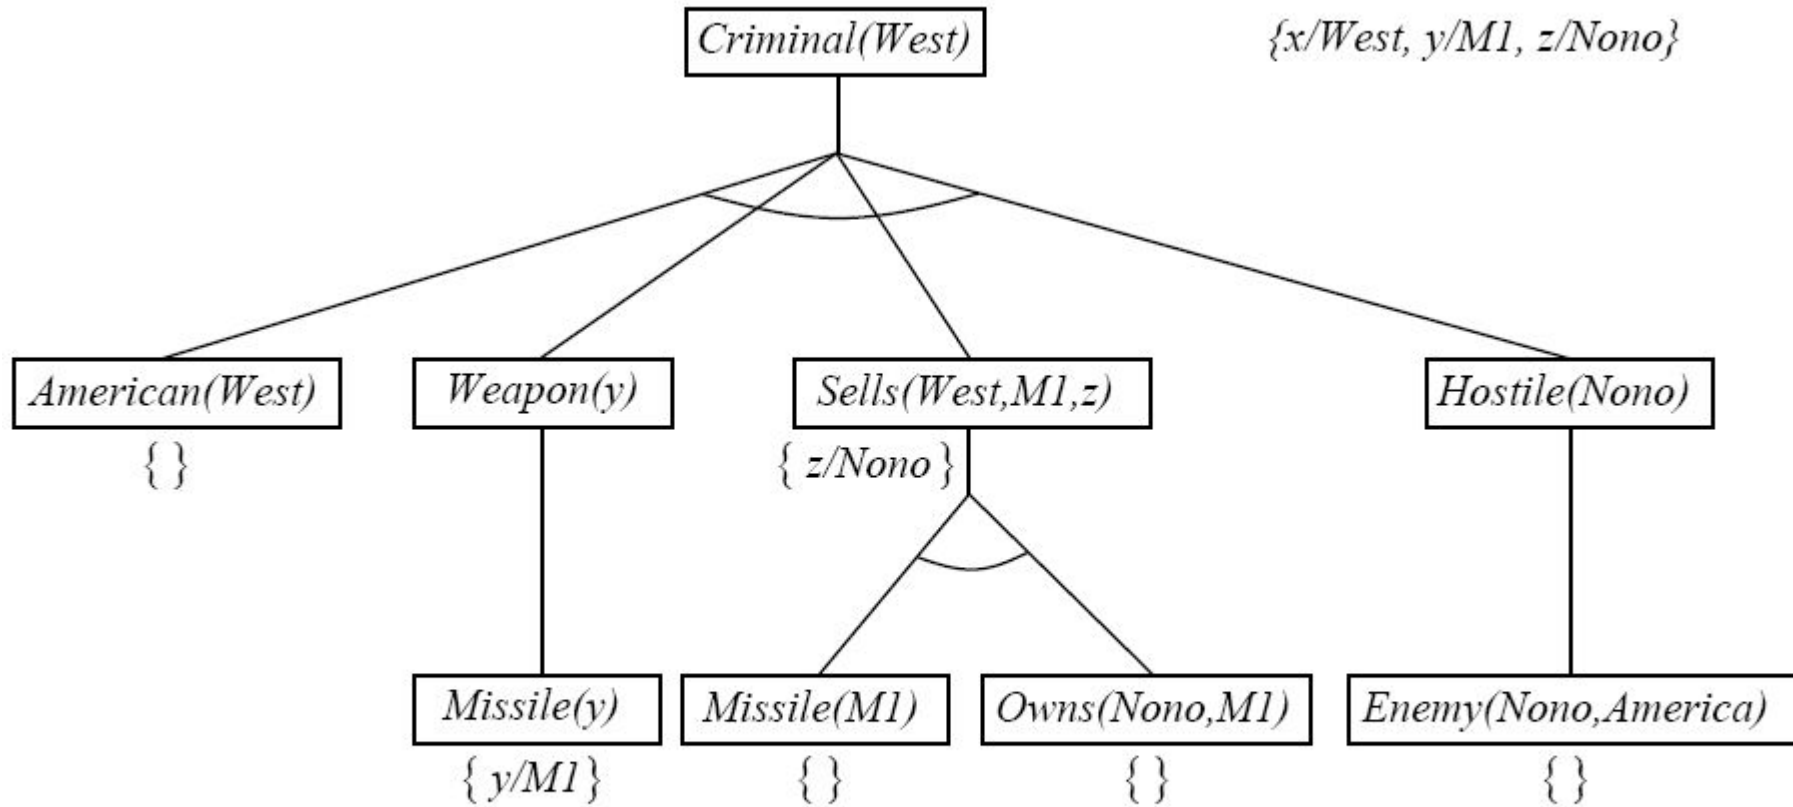 Criminal(West)
{x/West, y/M1, z/Nono}
American(West)
Weapon(y)
Sells(West,M1,z)
Hostile(Nono)
{ }
{ z/Nono }
Missile(y)
Missile(M1)
Owns(Nono,M1)
Enemy(Nono,America)
{ y/M1 }
{ }
{ }
{ }